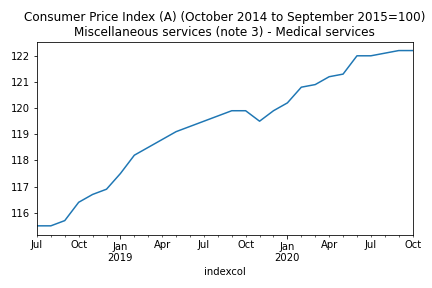 Consumer Price Index (A) (October 2014 to September 2015=100)
Miscellaneous services (note 3) - Medical services
122
121
120
119
118
117
116
Jul Oct Jan Apr Jul Oct Jan Apr Jul Oct
2019 2020
indexcol